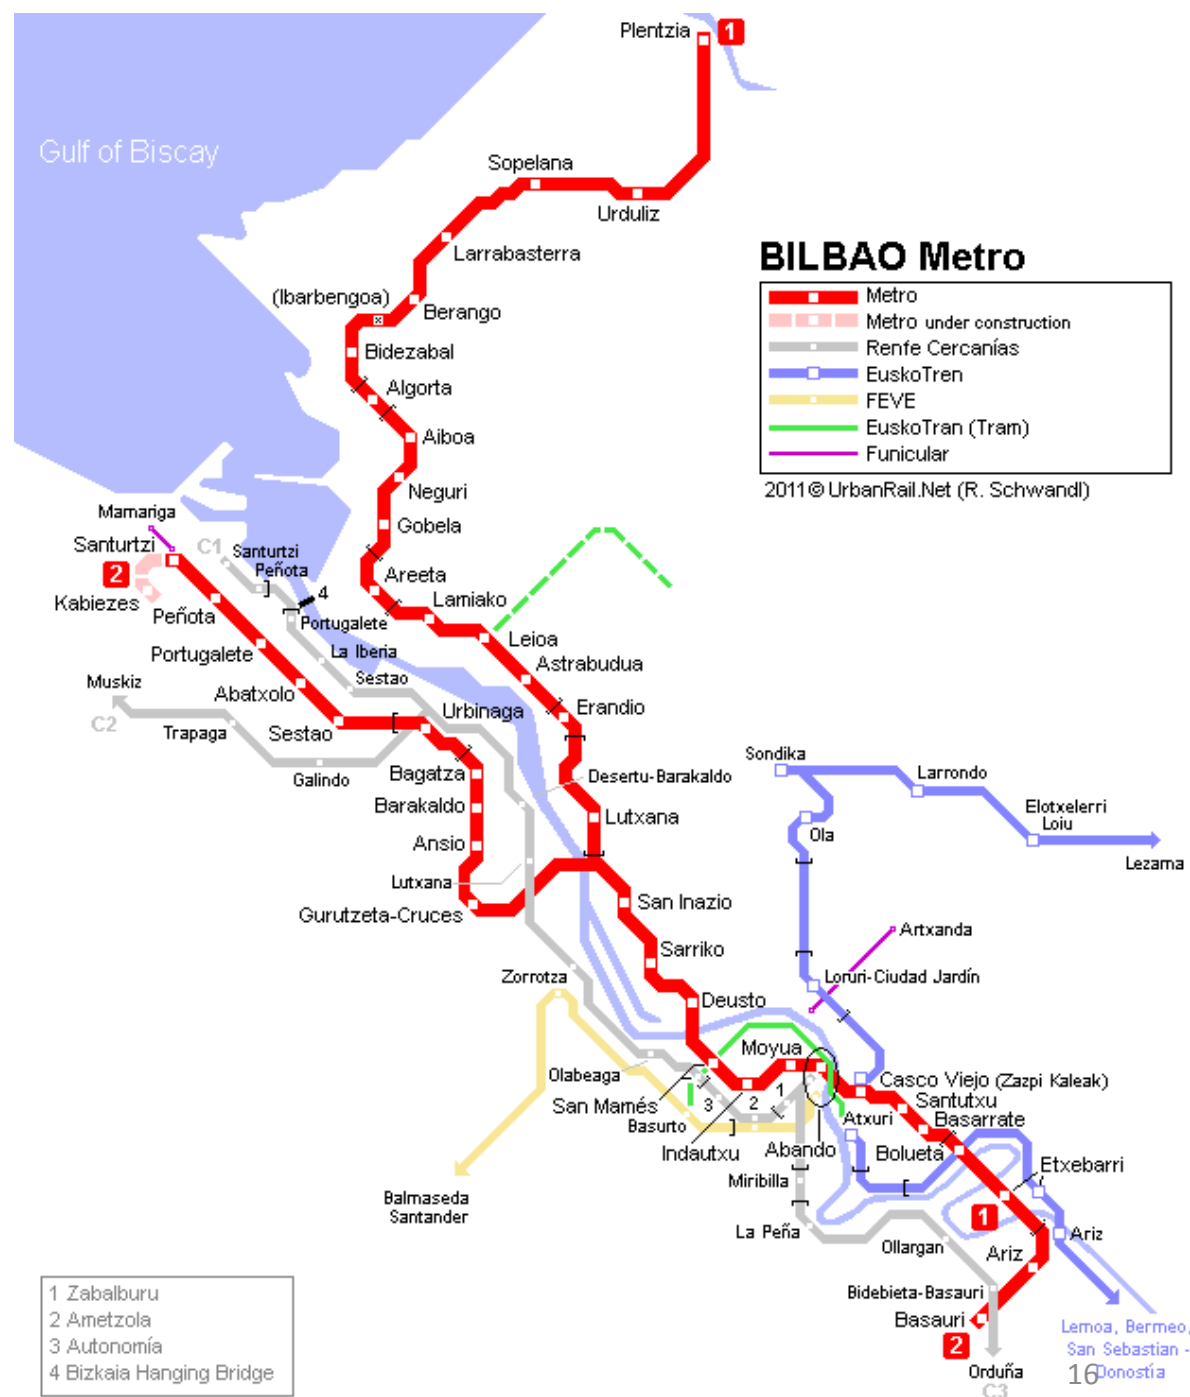 Plentzia
1
Gulf of Biscay
Sopelana
Urduliz
Larrabasterra
(Ibarbengoa)
Berango
Bidezabal
Algorta
Aiboa
Neguri
Gobela
Areeta
Lamiako
Leioa
Astrabudua
Erandio
Lutxana
BILBAO Metro
Metro
Metro under construction
Renfe Cercanías
EuskoTren
FEVE
EuskoTran (Tram)
Funicular
2011 © UrbanRail.Net (R. Schwandl)
Mamariga
Santurtzi
2
Kabiezes
Peñota
Portugalete
Abatxolo
Sestao
Urbinaga
Bagatza
Barakaldo
Ansio
Gurutzeta-Cruces
C1
Santurtzi
Peñota
4
Portugalete
La Iberia
Sestao
Muskiz
C2
Trapaga
Galindo
Desertu-Barakaldo
Lutxana
San Inazio
Sarriko
Deusto
Zorrotza
Olabeaga
San Mamés
Basurto
Indautxu
Moyua
1
2
3
Abando
Balmaseda
Santander
Sondika
Larrondo
Elotxelerri
Loiu
Lezama
Ola
Artxanda
Loruri-Ciudad Jardín
Casco Viejo (Zazpi Kaleak)
Santutxu
Basarrate
Atxuri
Bolueta
Etxebarri
1
Ariz
Ariz
Miribilla
La Peña
Ollargan
Bidebieta-Basauri
Basauri
2
Orduña
C3
Lemoa, Bermeo,
San Sebastian -
Donostía
16
1 Zabalburu
2 Ametzola
3 Autonomía
4 Bizkaia Hanging Bridge